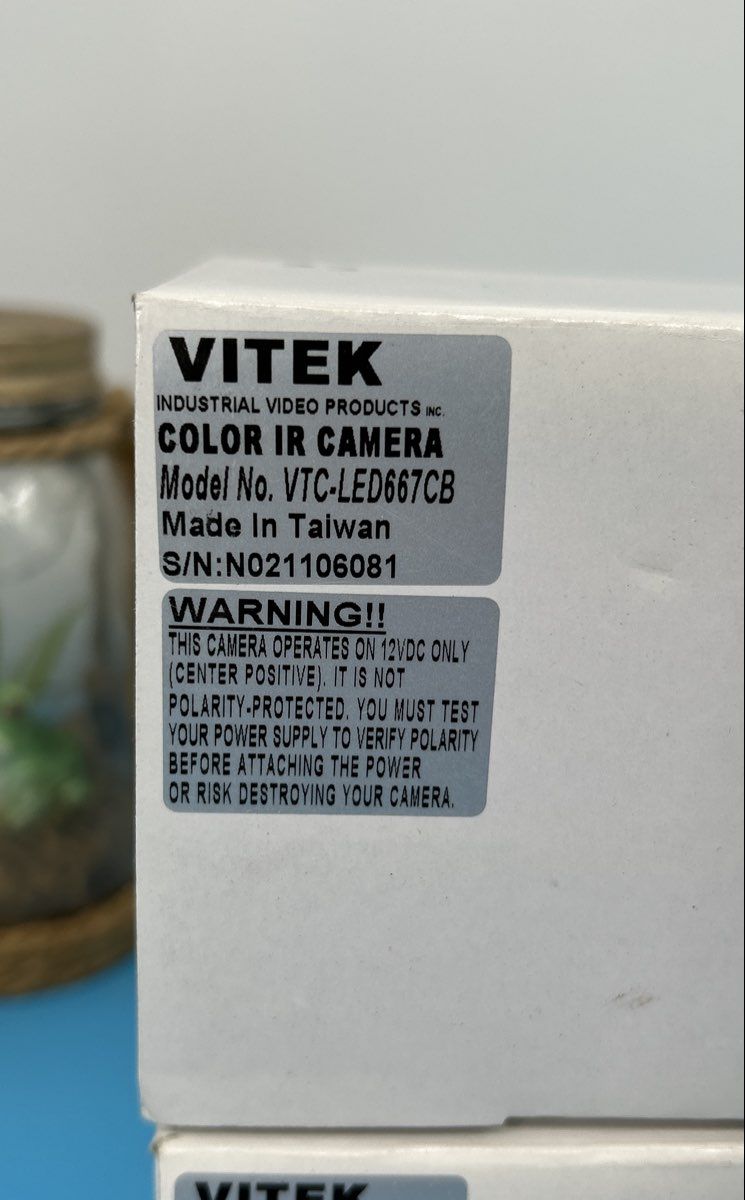 VITEK
INDUSTRIAL VIDEO PRODUCTS INC.
COLOR IR CAMERA
Model No. VTC-LED667CB
Made In Taiwan
S/N:N021106081
WARNING!!
THIS CAMERA OPERATES ON 12VDC ONLY
(CENTER POSITIVE). IT IS NOT
POLARITY-PROTECTED. YOU MUST TEST
YOUR POWER SUPPLY TO VERIFY POLARITY
BEFORE ATTACHING THE POWER
OR RISK DESTROYING YOUR CAMERA.
VITEK